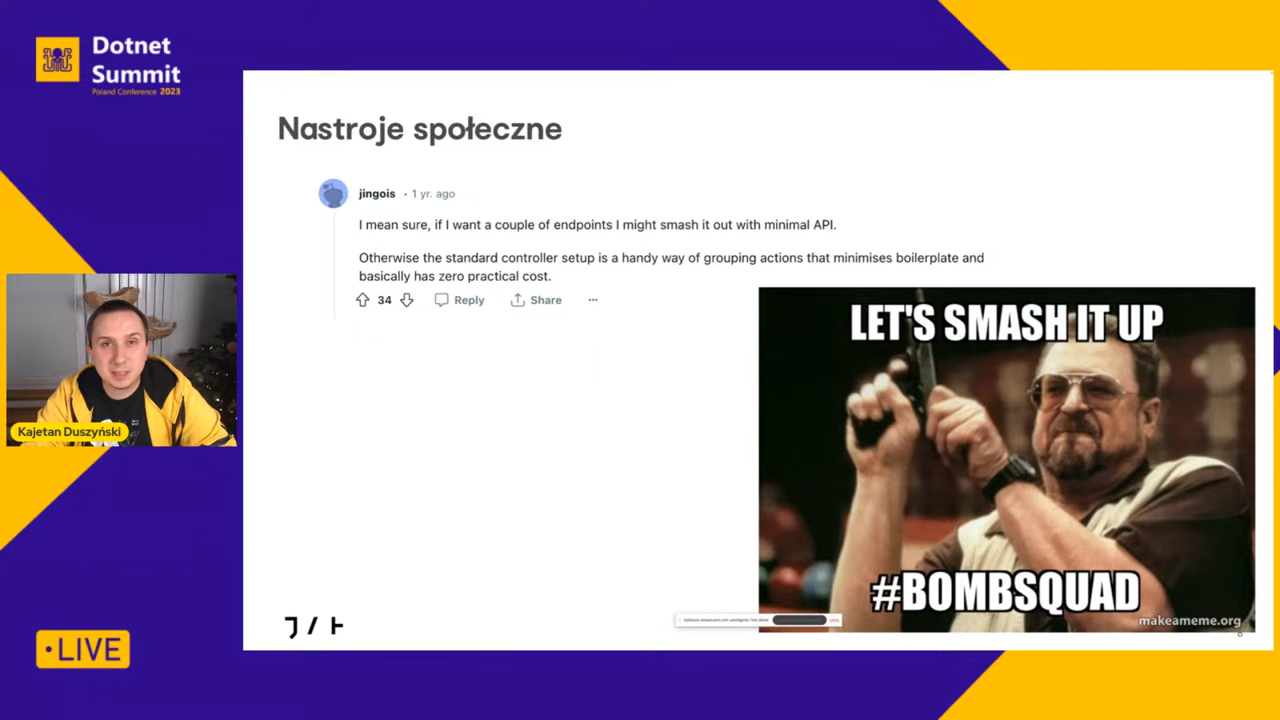 Dotnet
Summit
Poland Conference 2023
Nastroje społeczne
jingois • 1 yr. ago
I mean sure, if I want a couple of endpoints I might smash it out with minimal API.
Otherwise the standard controller setup is a handy way of grouping actions that minimises boilerplate and
basically has zero practical cost.
34 Reply Share ...
LET'S SMASH IT UP
Kajetan Duszyński
#BOMBSQUAD
makeameme.org
J / t
6
• LIVE